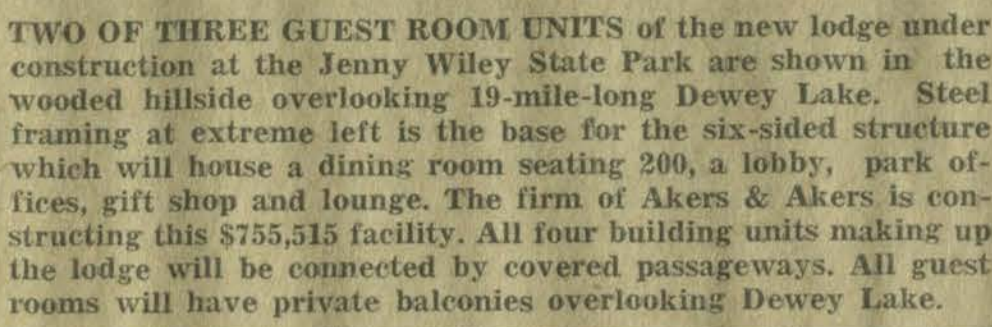 TWO OF THREE GUEST ROOM UNITS of the new lodge under
construction at the Jenny Wiley State Park are shown in the
wooded hillside overlooking 19-mile-long Dewey Lake. Steel
framing at extreme left is the base for the six-sided structure
which will house a dining room seating 200, a lobby, park of-
fices, gift shop and lounge. The firm of Akers & Akers is con-
structing this $755,515 facility. All four building units making up
the lodge will be connected by covered passageways. All guest
rooms will have private balconies overlooking Dewey Lake.